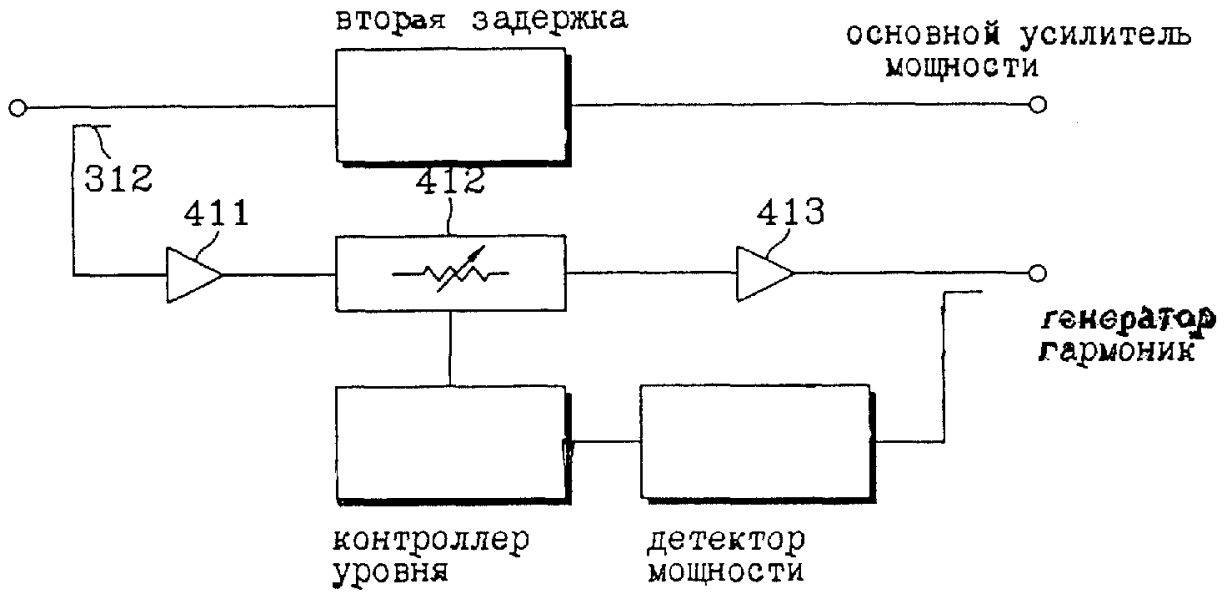 вторая задержка
основной усилитель
мощности
312
412
411
413
генератор
гармоник
контроллер
уровня
детектор
мощности